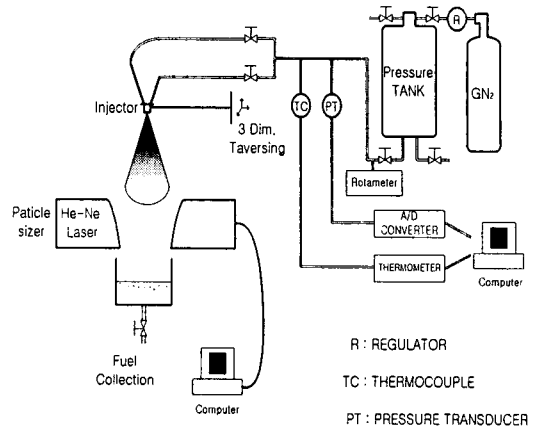 R
Pressure
TANK
GN₂
Injector
TC
PT
3 Dim.
Taversing
Rotameter
Paticle
sizer
He-Ne
Laser
A/D
CONVERTER
THERMOMETER
Computer
Fuel
Collection
Computer
R : REGULATOR
TC : THERMOCOUPLE
PT : PRESSURE TRANSDUCER